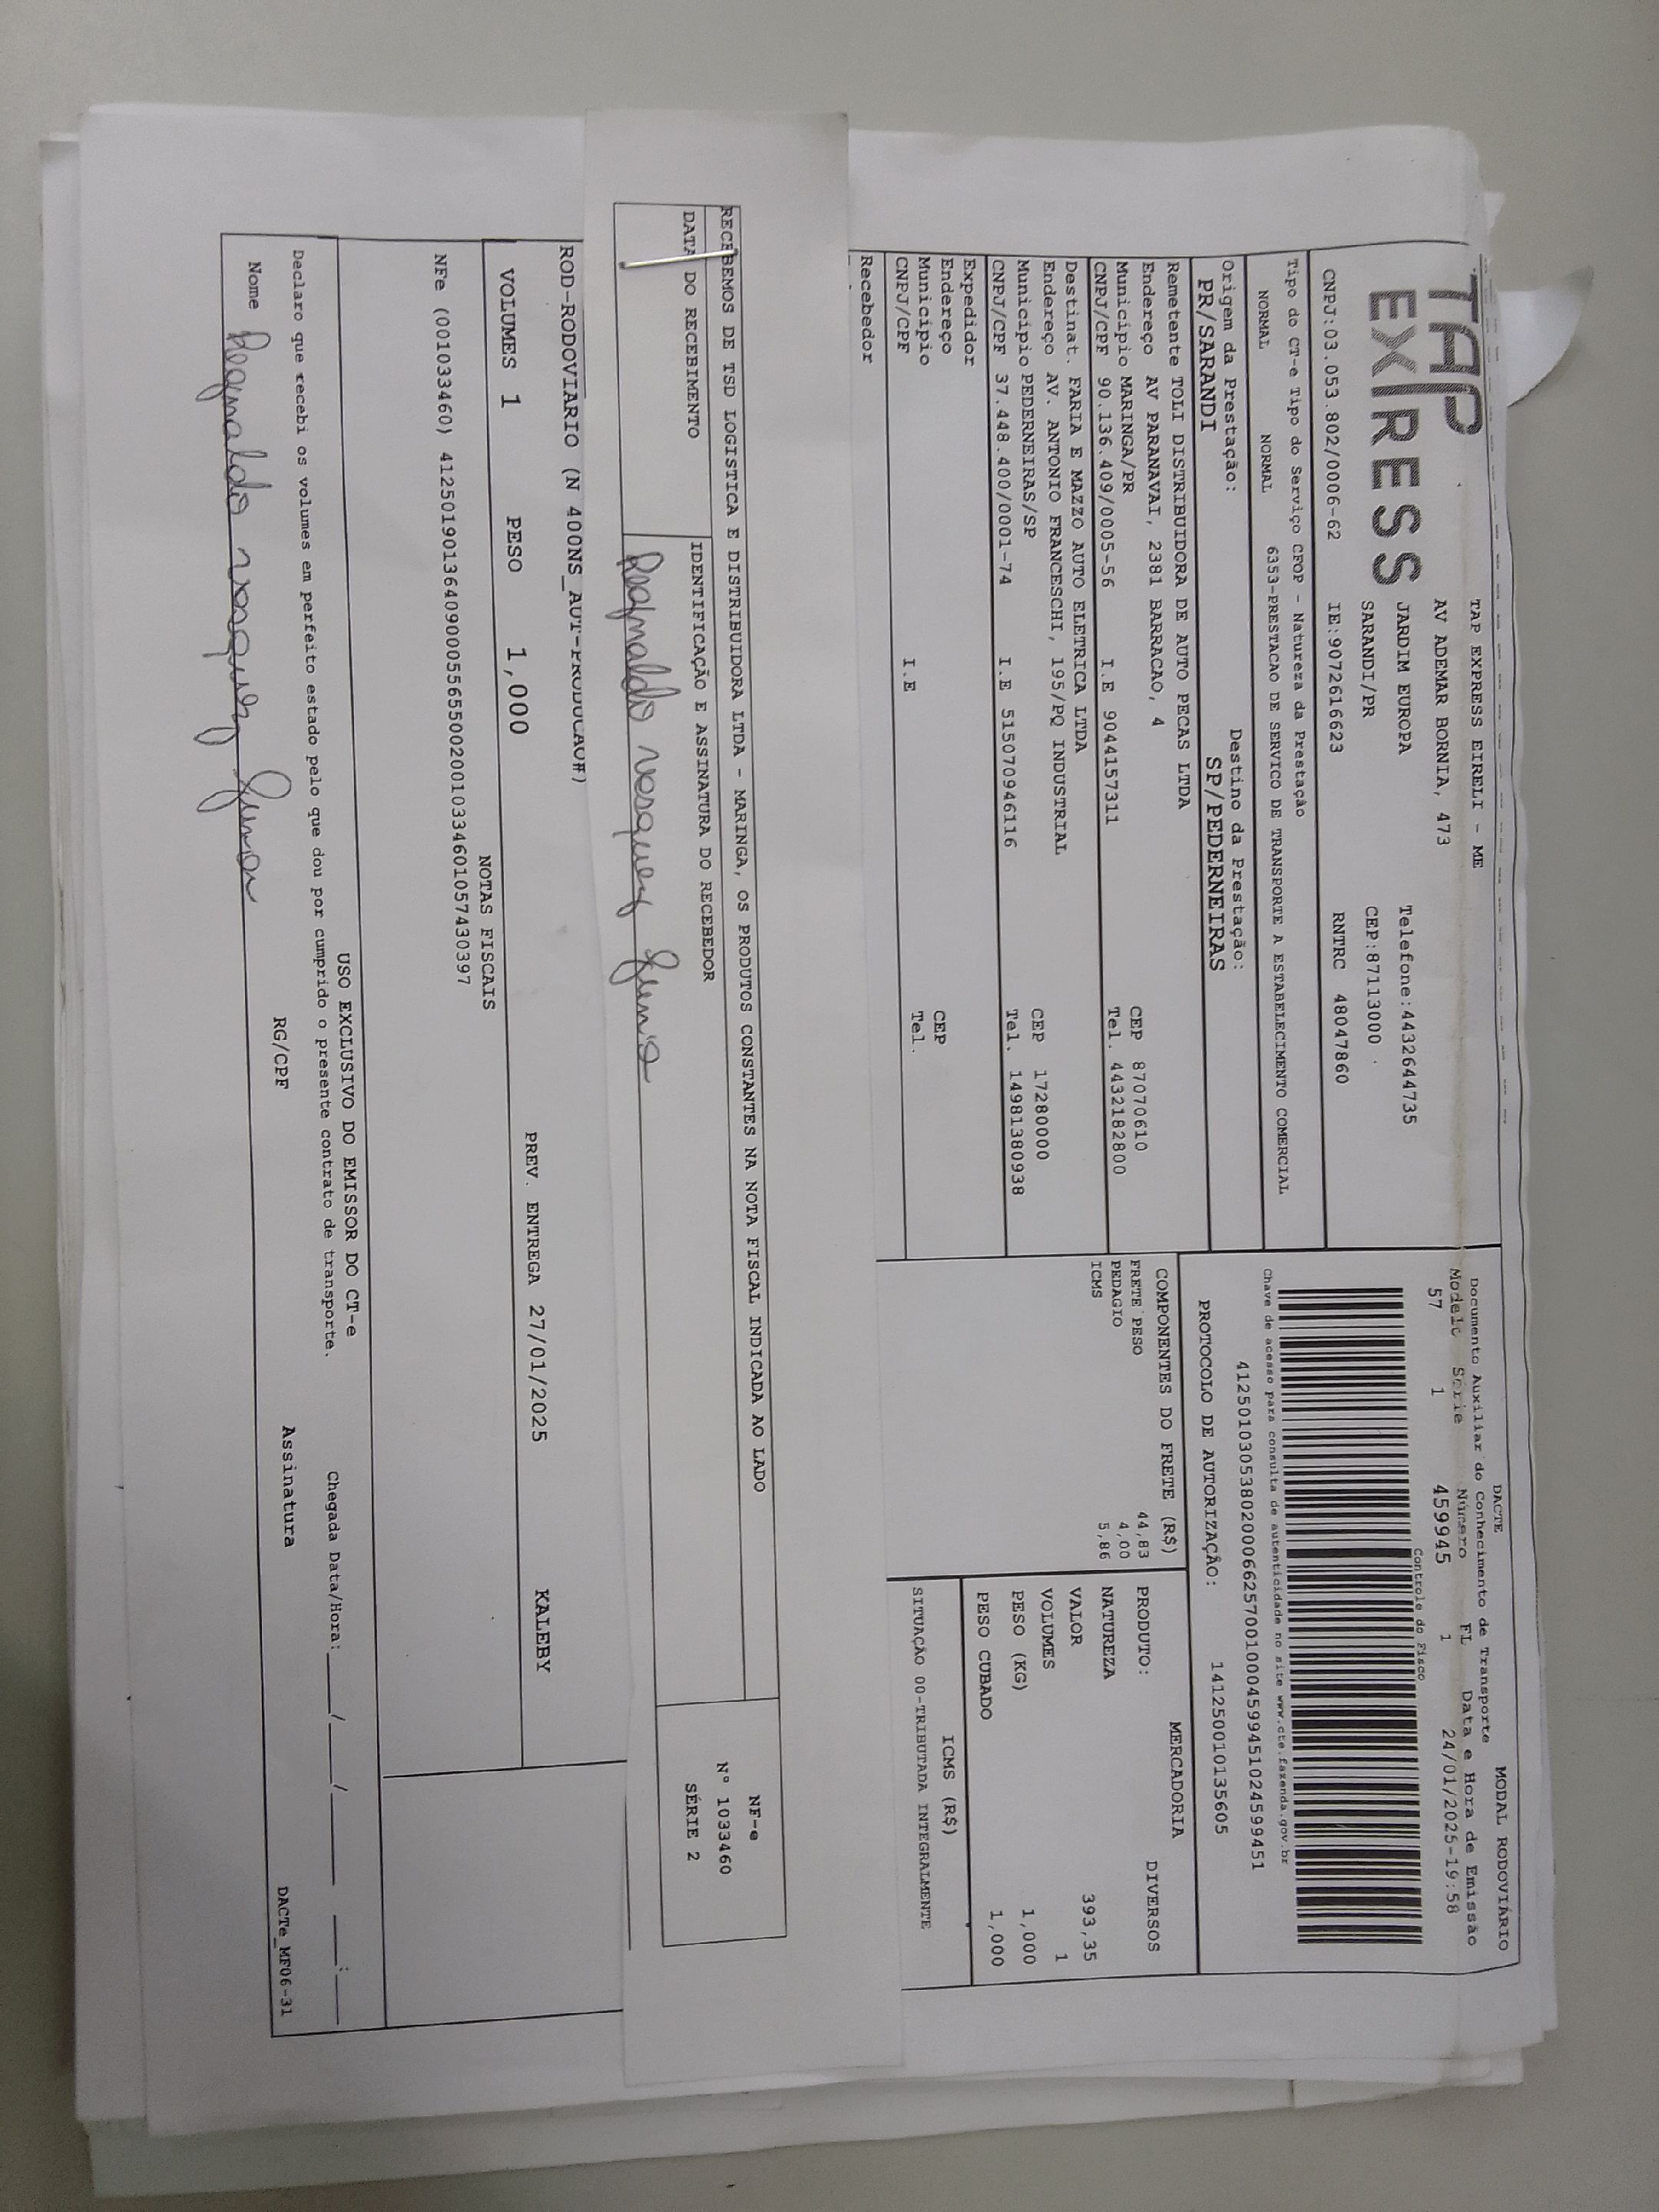 TAP
EXPRESS
TAP EXPRESS EIRELI - ME
AV ADEMAR BORNIA, 473
JARDIM EUROPA
Telefone:4432644735
SARANDI/PR
CEP:87113000
CNPJ:03.053.802/0006-62
IE:9072616623
RNTRC 48047860
Tipo do CT-e Tipo do Serviço CFOP - Natureza da Prestação
NORMAL NORMAL 6353-PRESTACAO DE SERVICO DE TRANSPORTE A ESTABELECIMENTO COMERCIAL
Origem da Prestação: Destino da Prestação:
PR/SARANDI SP/PEDERNEIRAS
Remetente TOLI DISTRIBUIDORA DE AUTO PECAS LTDA
Endereço AV PARANAVAI, 2381 BARRACAO, 4
CEP 87070610
Município MARINGA/PR
Tel. 4432182800
CNPJ/CPF 90.136.409/0005-56 I.E 9044157311
Destinat. FARIA E MAZZO AUTO ELETRICA LTDA
Endereço AV. ANTONIO FRANCESCHI, 195/PQ INDUSTRIAL
CEP 17280000
Município PEDERNEIRAS/SP
Tel. 14981380938
CNPJ/CPF 37.448.400/0001-74 I.E 515070946116
Expedidor
Endereço
CEP
Município
Tel.
CNPJ/CPF I.E
Recebedor
DACTE MODAL RODOVIÁRIO
Documento Auxiliar do Conhecimento de Transporte
Modelo Série Número FL Data e Hora de Emissão
57 1 459945 1 24/01/2025-19:58
Controle do Fisco
Chave de acesso para consulta de autenticidade no site www.cte.fazenda.gov.br
41250103053802000662570010004599451024599451
PROTOCOLO DE AUTORIZAÇÃO: 141250010135605
COMPONENTES DO FRETE (R$)
FRETE PESO 44,83
PEDAGIO 4,00
ICMS 5,86
MERCADORIA
PRODUTO: DIVERSOS
NATUREZA
VALOR 393,35
VOLUMES 1
PESO (KG) 1,000
PESO CUBADO 1,000
ICMS (R$)
SITUAÇÃO 00-TRIBUTADA INTEGRALMENTE
RECEBEMOS DE TSD LOGISTICA E DISTRIBUIDORA LTDA - MARINGA, OS PRODUTOS CONSTANTES NA NOTA FISCAL INDICADA AO LADO
DATA DO RECEBIMENTO
IDENTIFICAÇÃO E ASSINATURA DO RECEBEDOR
NF-e
Nº 1033460
SÉRIE 2
ROD-RODOVIARIO (N 400NS_AUT-PRODUCAO#)
VOLUMES 1 PESO 1,000 PREV. ENTREGA 27/01/2025 KALEBY
NOTAS FISCAIS
NFe (001033460) 41250190136409000556550020010334601057430397
USO EXCLUSIVO DO EMISSOR DO CT-e
Declaro que recebi os volumes em perfeito estado pelo que dou por cumprido o presente contrato de transporte.
Chegada Data/Hora:___/___/_____ ___:___
Nome RG/CPF Assinatura DACTe_MF06-31